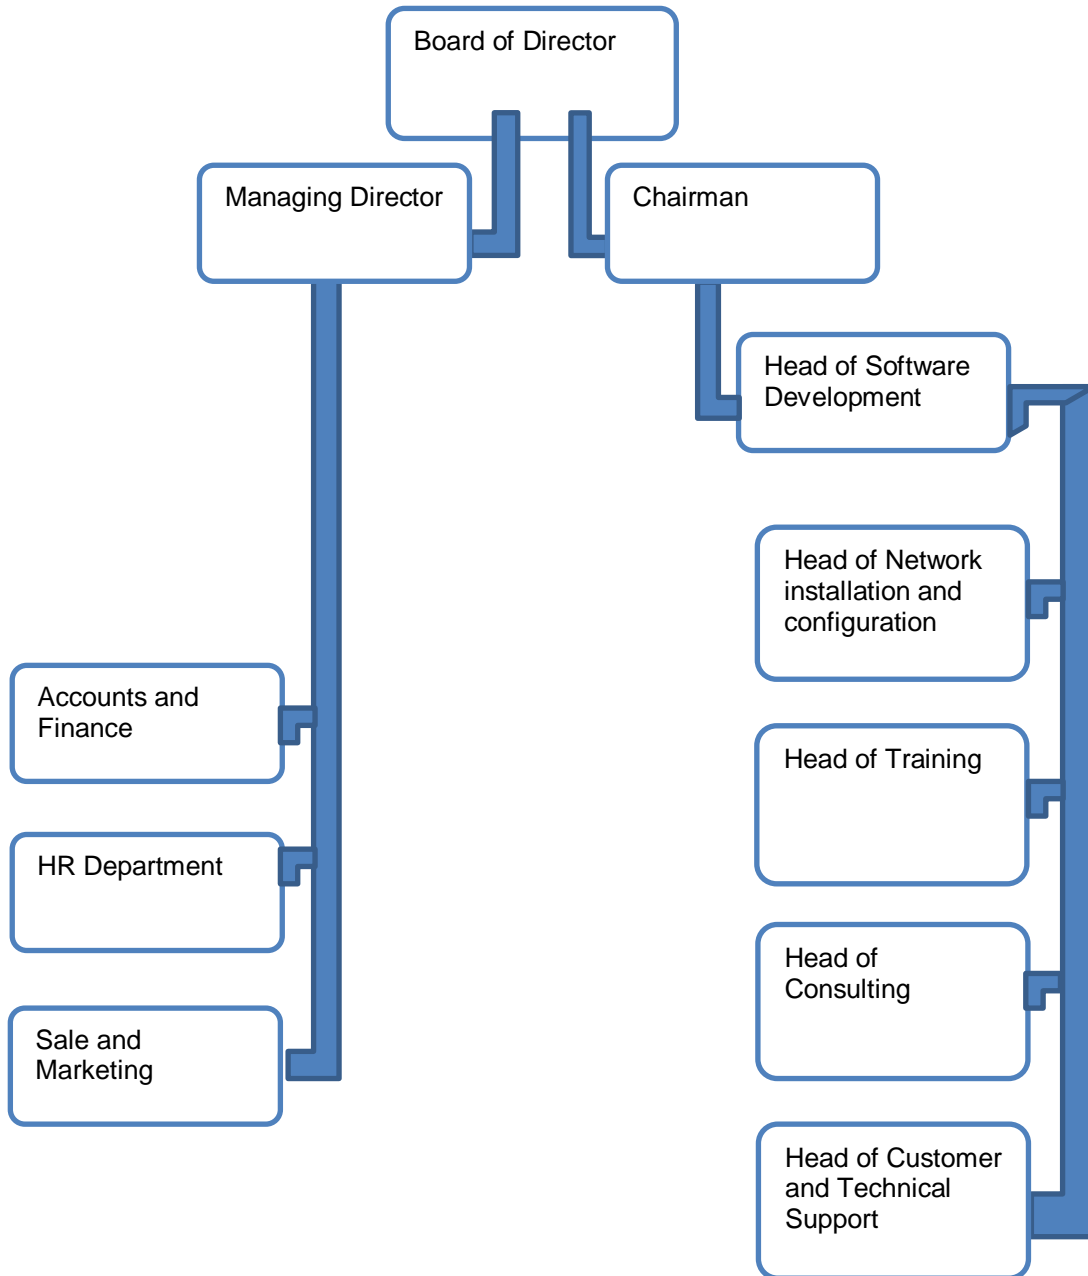 Board of Director
Managing Director
Chairman
Head of Software
Development
Head of Network
installation and
configuration
Accounts and
Finance
Head of Training
HR Department
Head of
Consulting
Sale and
Marketing
Head of Customer
and Technical
Support